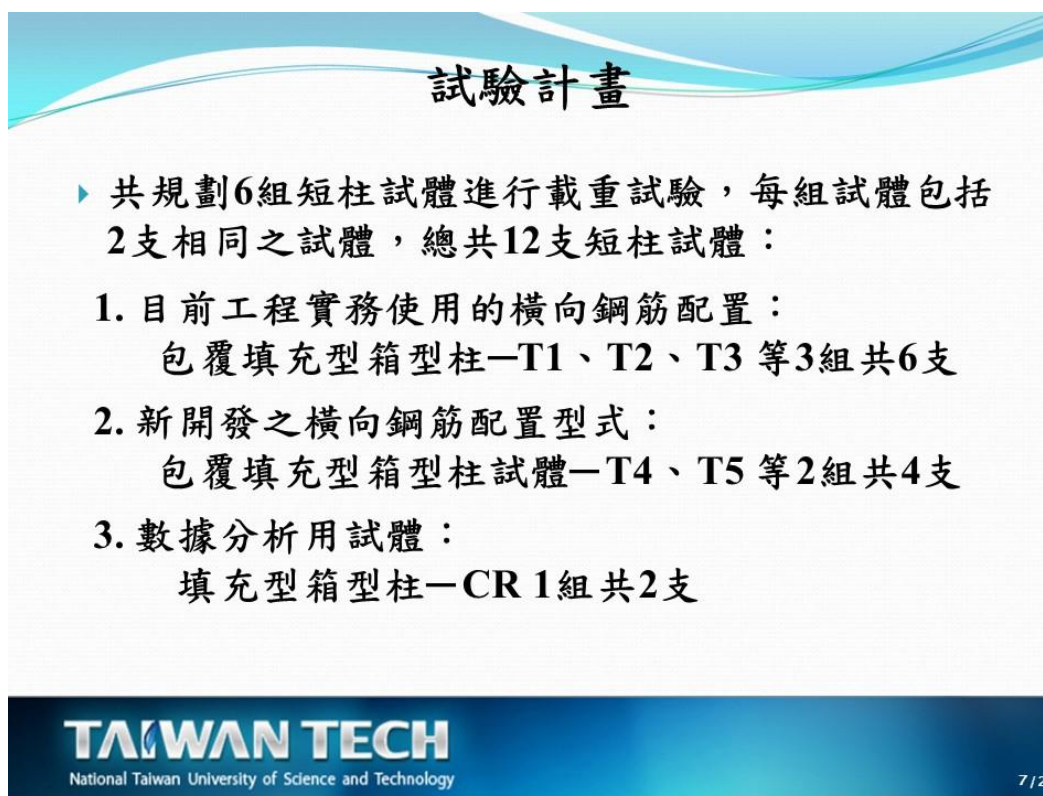 試驗計畫
共規劃6組短柱試體進行載重試驗，每組試體包括
2支相同之試體，總共12支短柱試體：
1. 目前工程實務使用的橫向鋼筋配置：
包覆填充型箱型柱—T1、T2、T3 等3組共6支
2. 新開發之橫向鋼筋配置型式：
包覆填充型箱型柱試體—T4、T5 等2組共4支
3. 數據分析用試體：
填充型箱型柱—CR 1組共2支
TAIWAN TECH
National Taiwan University of Science and Technology
7/2